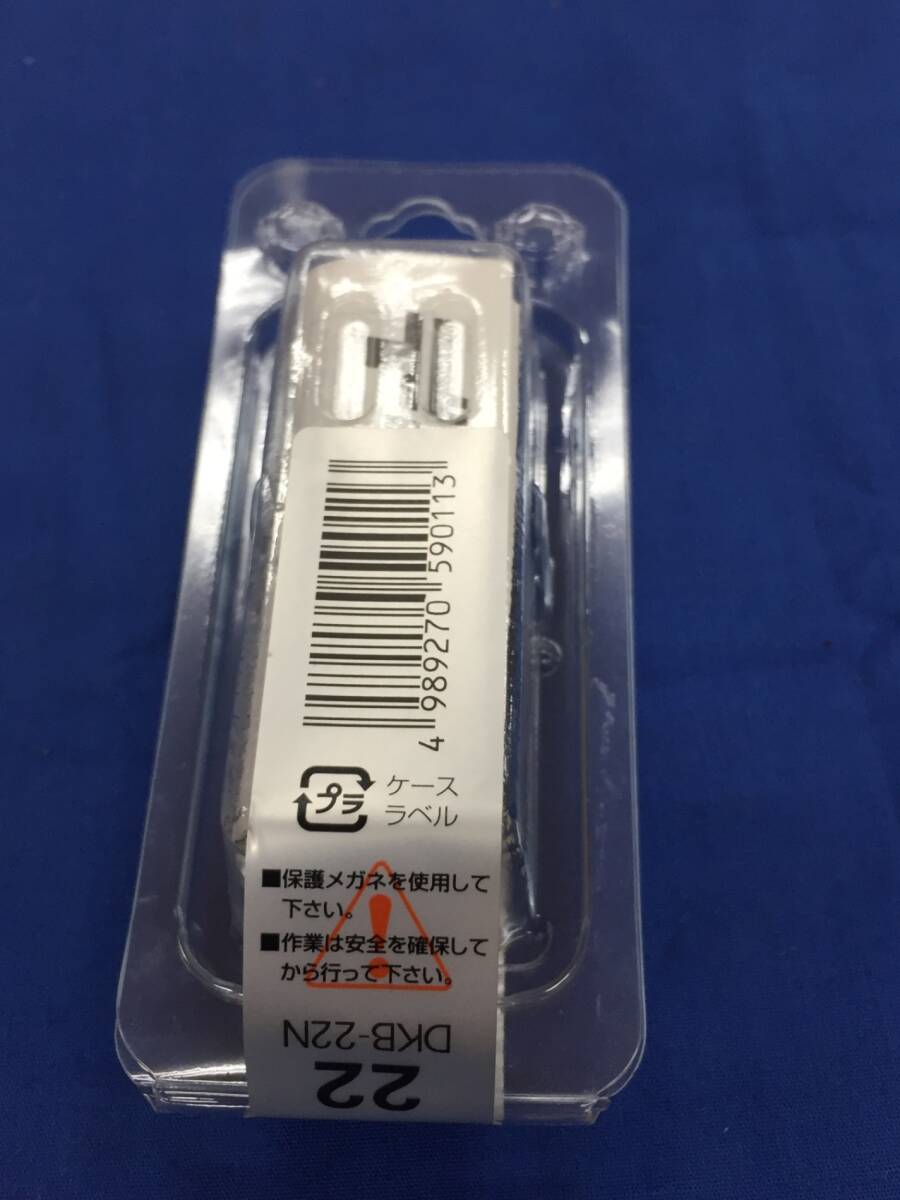 4 989270 590113
プラ
ケース
ラベル
■保護メガネを使用して
下さい。
■作業は安全を確保して
から行って下さい。
DKB-22N
22